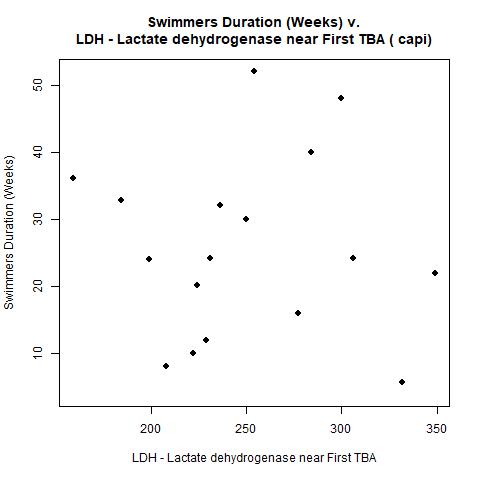 Swimmers Duration (Weeks) v.
LDH - Lactate dehydrogenase near First TBA ( capi)
Swimmers Duration (Weeks)
50
40
30
20
10
200 250 300 350
LDH - Lactate dehydrogenase near First TBA